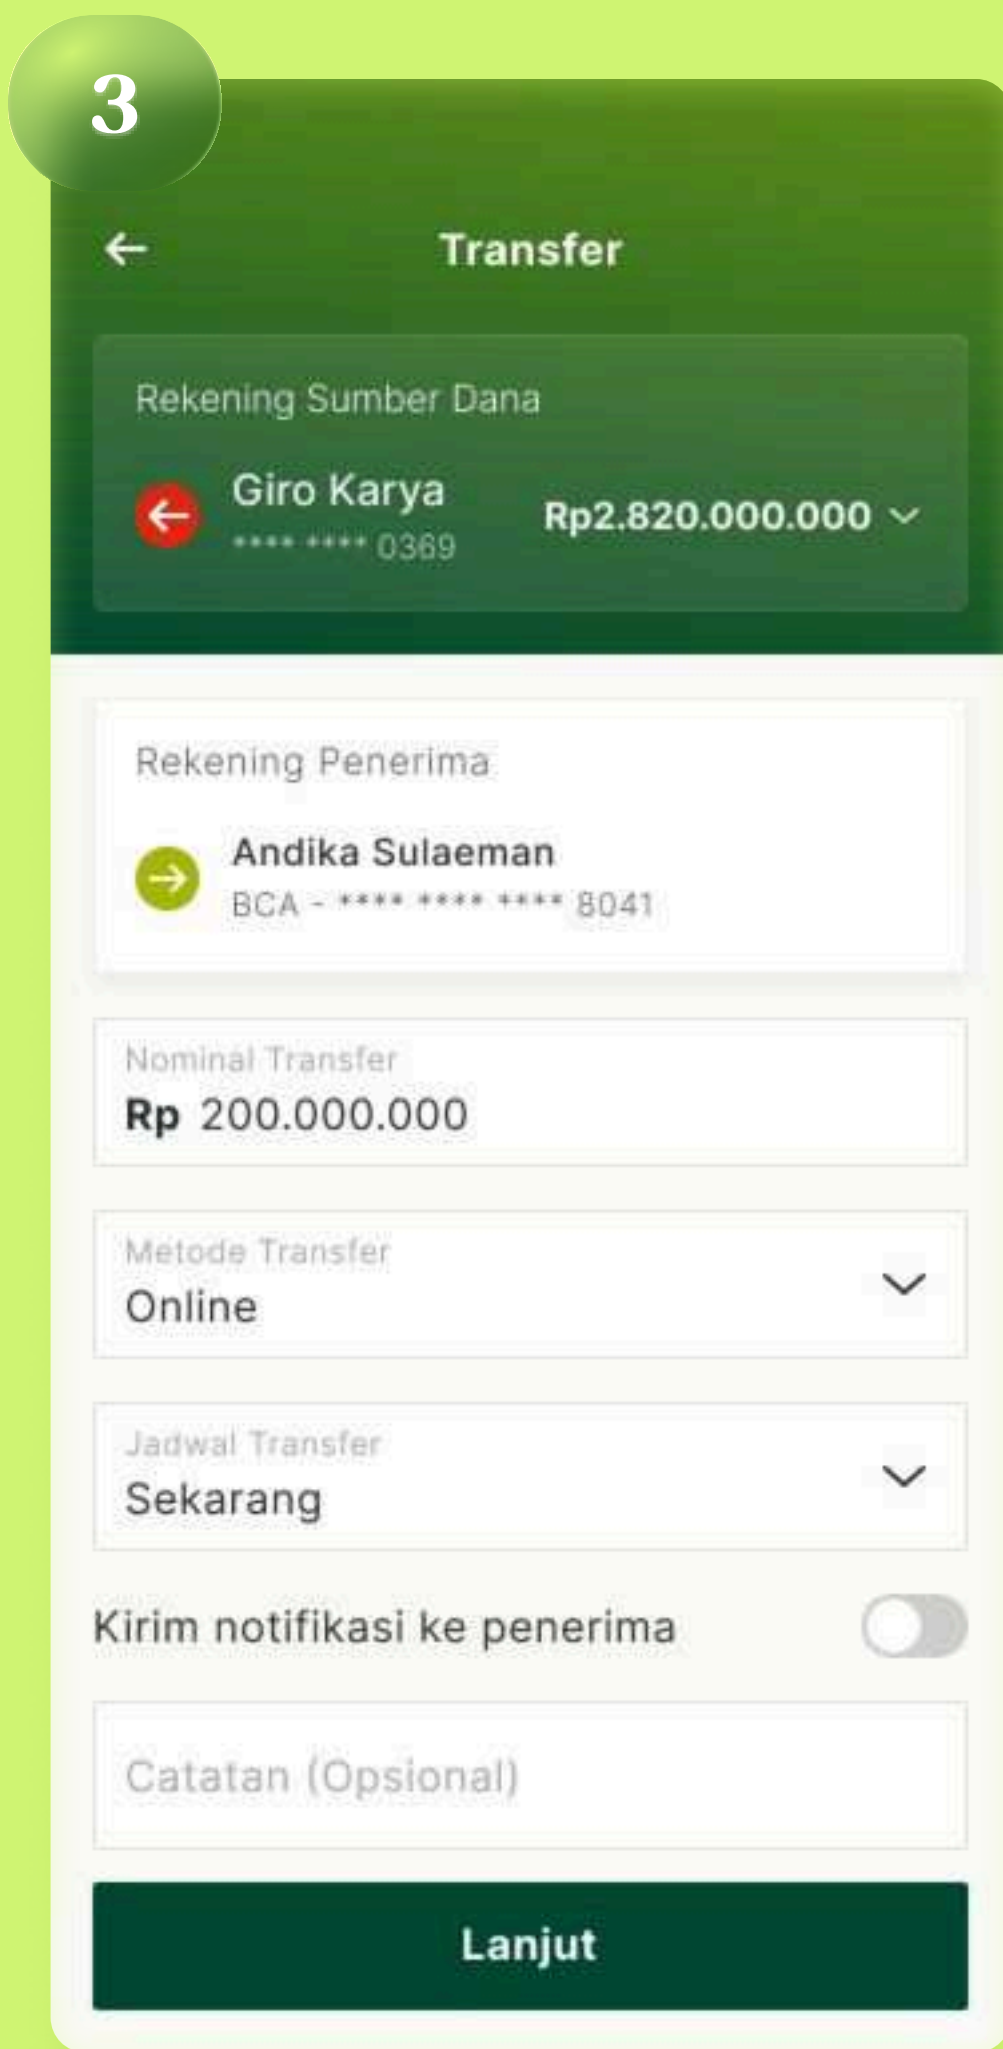 3
Transfer
Rekening Sumber Dana
Giro Karya
**** **** 0369
Rp2.820.000.000
Rekening Penerima
Andika Sulaeman
BCA - **** **** **** 8041
Nominal Transfer
Rp 200.000.000
Metode Transfer
Online
Jadwal Transfer
Sekarang
Kirim notifikasi ke penerima
Catatan (Opsional)
Lanjut